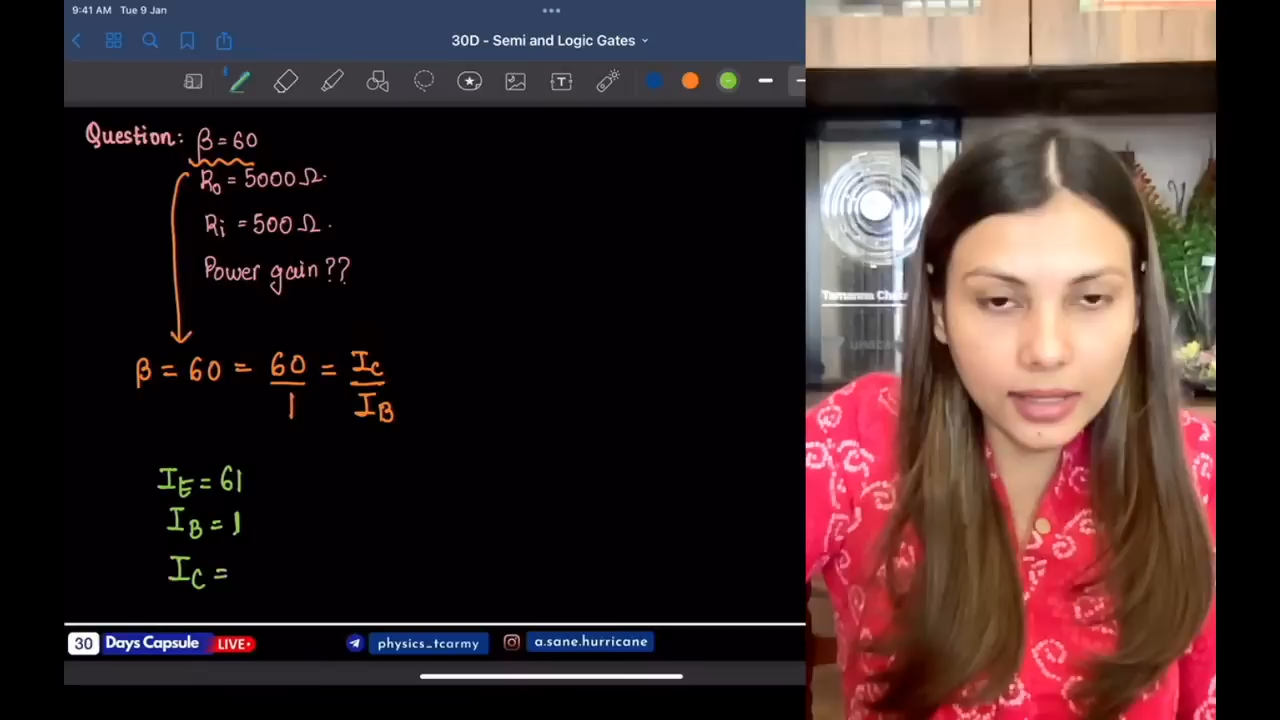 9:41 AM Tue 9 Jan
30D - Semi and Logic Gates
T
Question: β = 60
R₀ = 5000 Ω.
Ri = 500 Ω.
Power gain??
β = 60 = 60/1 = I_C/I_B
I_E = 61
I_B = 1
I_C =
30 Days Capsule LIVE
physics_tcarmy
a.sane.hurricane
Tamanna